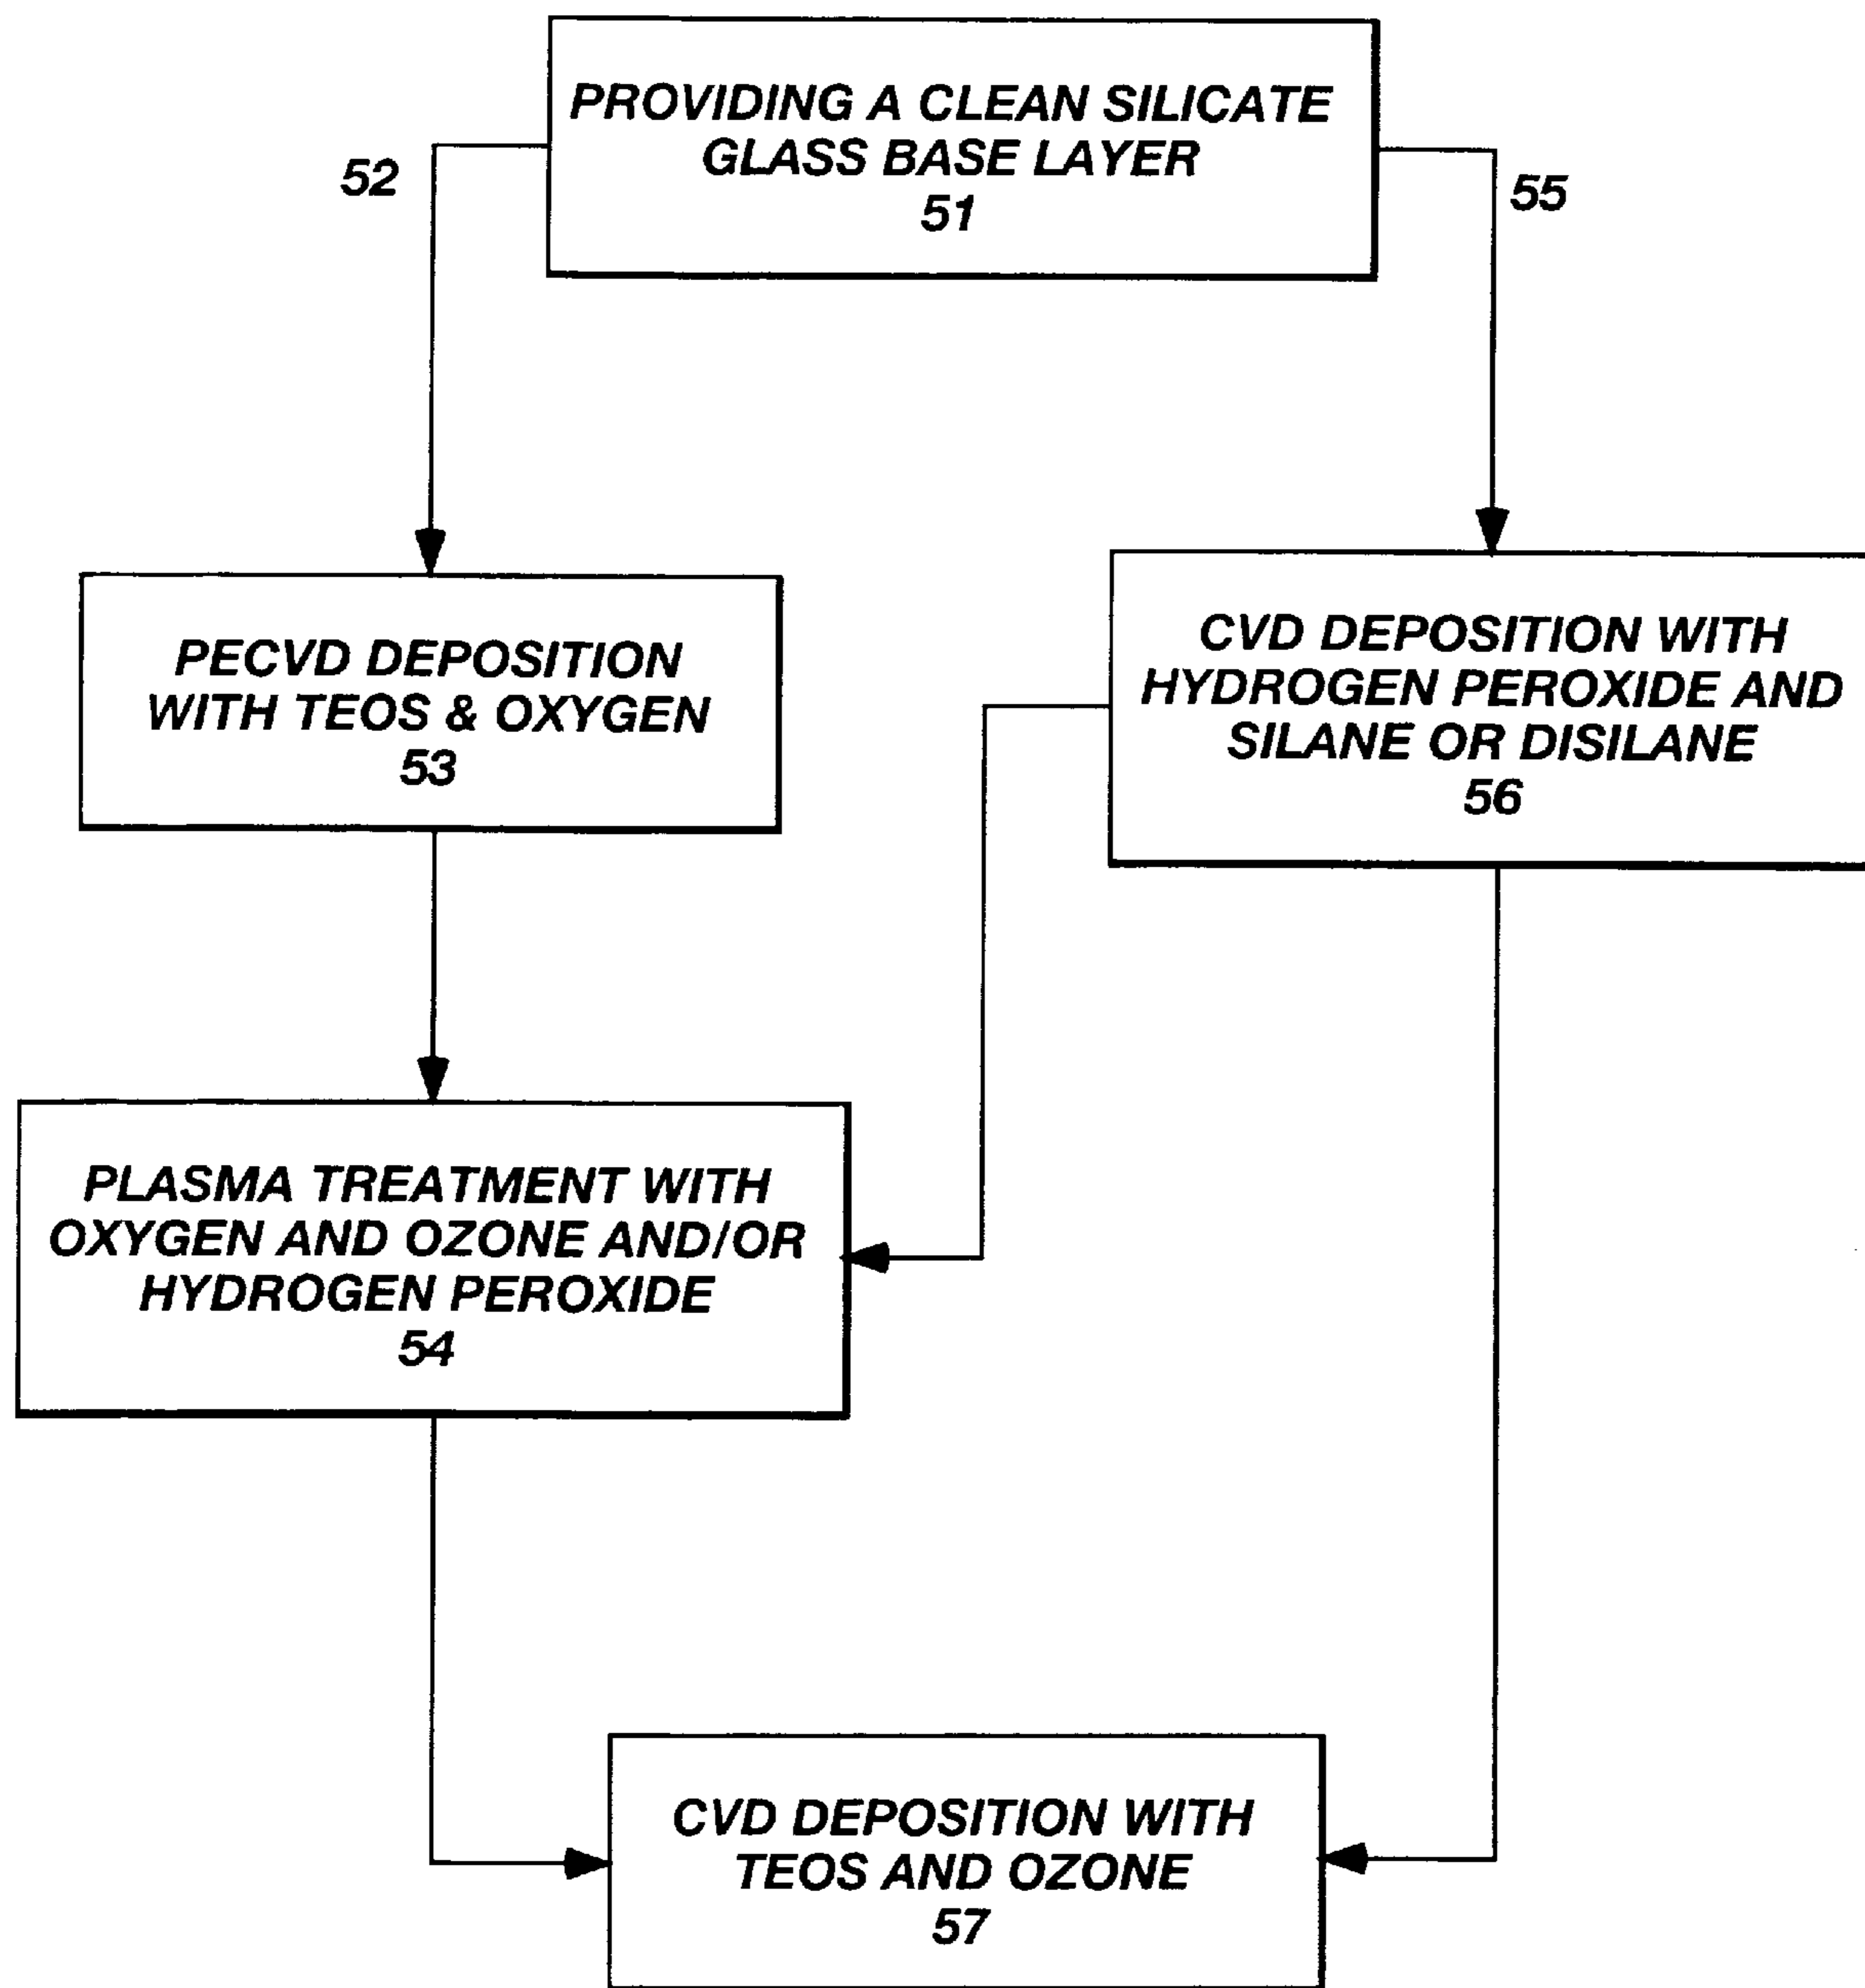 PROVIDING A CLEAN SILICATE
GLASS BASE LAYER
51
52
55
PECVD DEPOSITION
WITH TEOS & OXYGEN
53
CVD DEPOSITION WITH
HYDROGEN PEROXIDE AND
SILANE OR DISILANE
56
PLASMA TREATMENT WITH
OXYGEN AND OZONE AND/OR
HYDROGEN PEROXIDE
54
CVD DEPOSITION WITH
TEOS AND OZONE
57